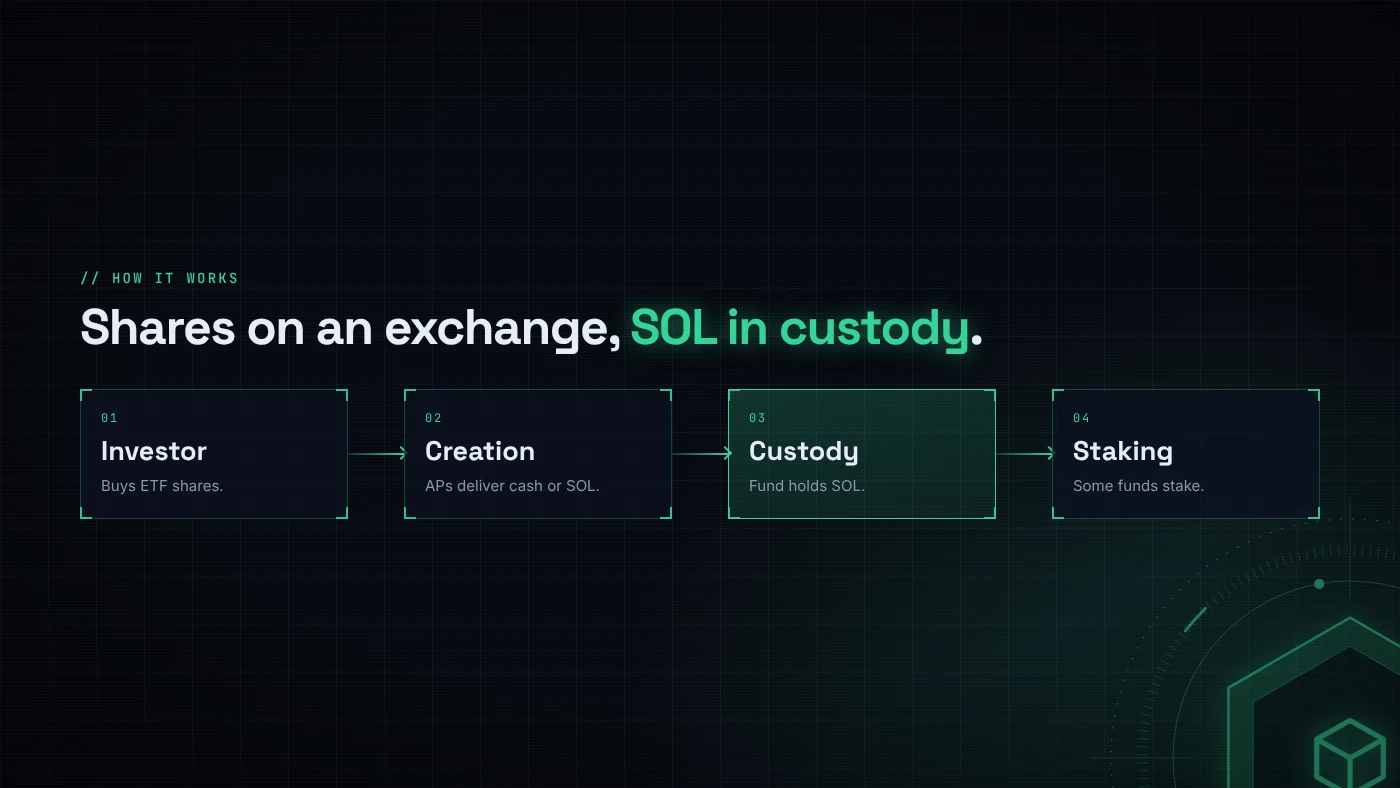 // HOW IT WORKS
Shares on an exchange, SOL in custody.
01
Investor
Buys ETF shares.
02
Creation
APs deliver cash or SOL.
03
Custody
Fund holds SOL.
04
Staking
Some funds stake.